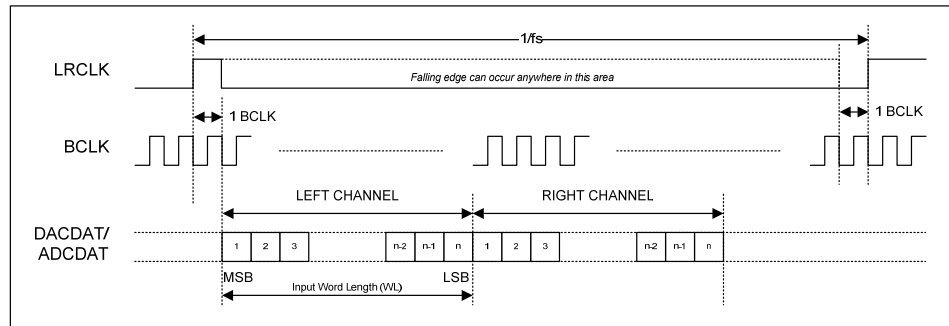 1/fs
LRCLK
Falling edge can occur anywhere in this area
1 BCLK
1 BCLK
BCLK
LEFT CHANNEL
RIGHT CHANNEL
DACDAT/
ADCDAT
1 2 3 n-2 n-1 n 1 2 3 n-2 n-1 n
MSB LSB
Input Word Length (WL)